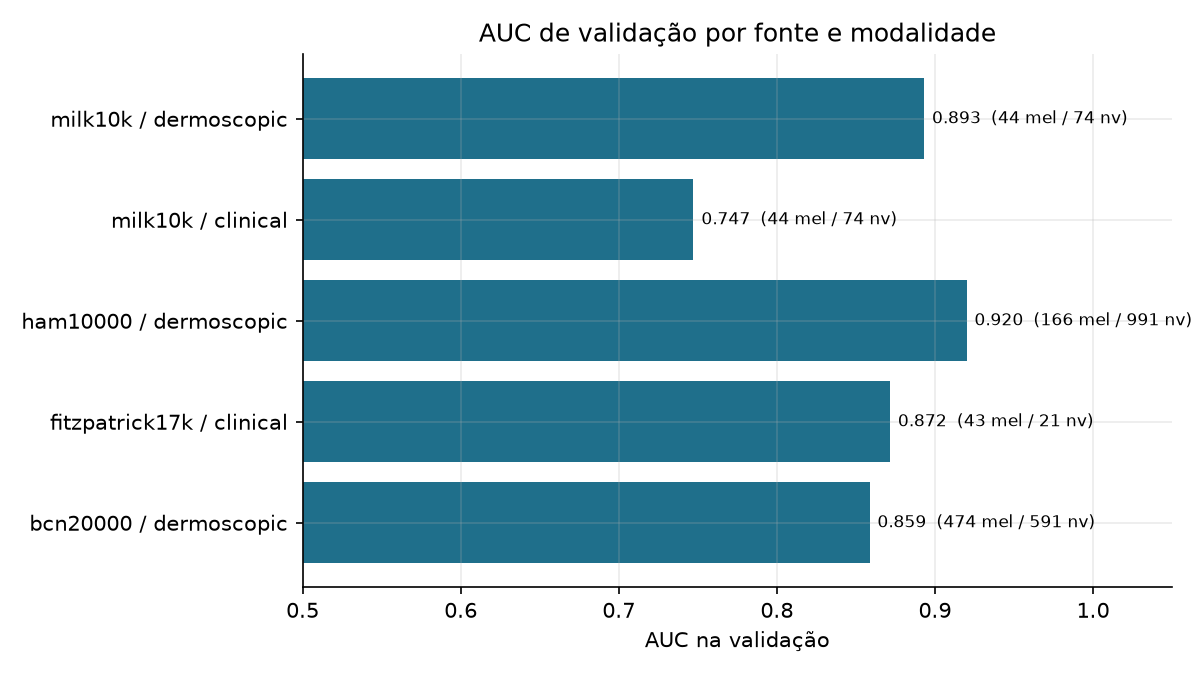 AUC de validação por fonte e modalidade
milk10k / dermoscopic
0.893 (44 mel / 74 nv)
milk10k / clinical
0.747 (44 mel / 74 nv)
ham10000 / dermoscopic
0.920 (166 mel / 991 nv)
fitzpatrick17k / clinical
0.872 (43 mel / 21 nv)
bcn20000 / dermoscopic
0.859 (474 mel / 591 nv)
0.5 0.6 0.7 0.8 0.9 1.0
AUC na validação